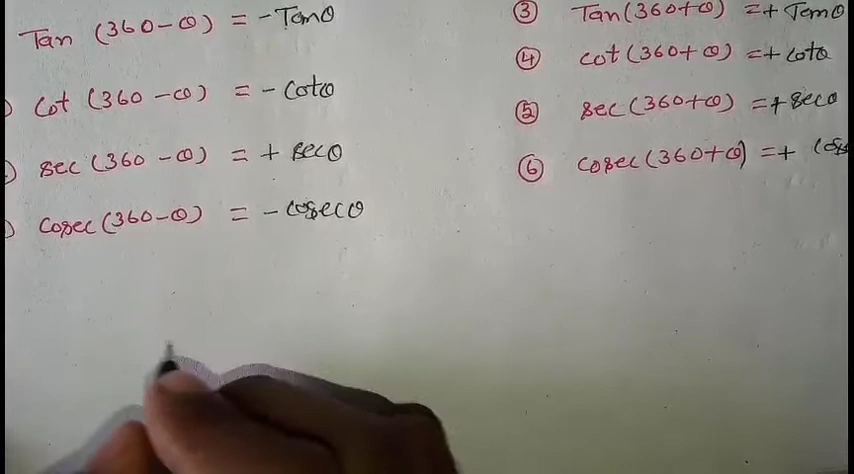 Tan (360-θ) = -Tanθ
) Cot (360-θ) = -Cotθ
) sec (360-θ) = + secθ
) Cosec (360-θ) = -Cosecθ
③ Tan (360+θ) = + Tanθ
④ cot (360+θ) = + Cotθ
⑤ sec (360+θ) = + secθ
⑥ Cosec (360+θ) = +